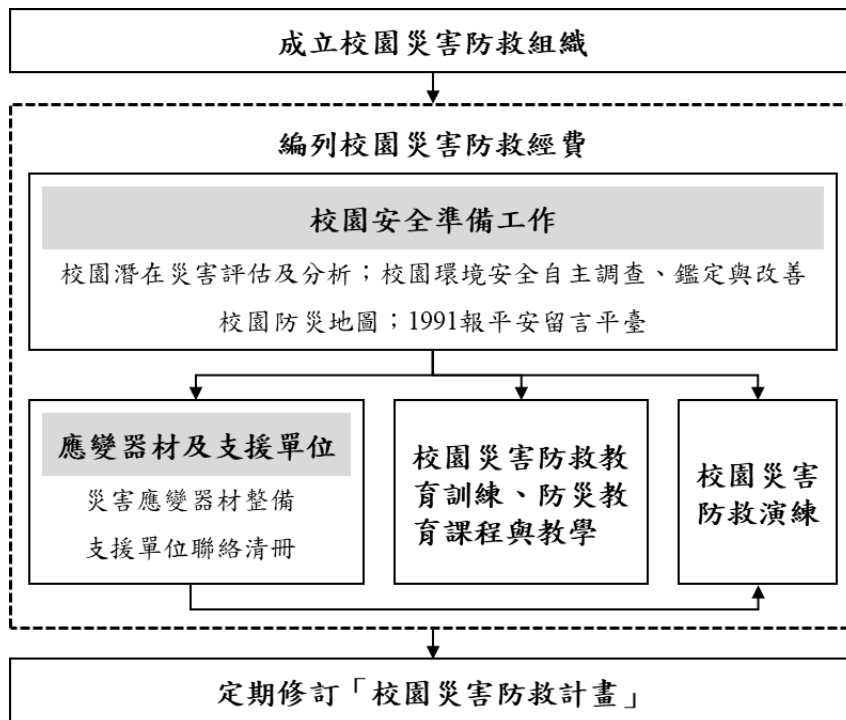 成立校園災害防救組織
編列校園災害防救經費
校園安全準備工作
校園潛在災害評估及分析；校園環境安全自主調查、鑑定與改善
校園防災地圖；1991報平安留言平臺
應變器材及支援單位
災害應變器材整備
支援單位聯絡清冊
校園災害防救教
育訓練、防災教
育課程與教學
校園災害
防救演練
定期修訂「校園災害防救計畫」